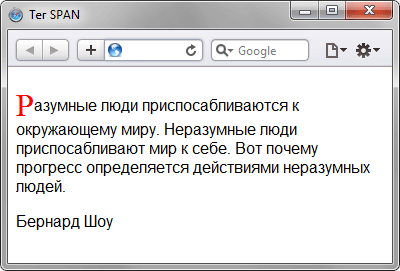 Тег SPAN
Google
Разумные люди приспосабливаются к
окружающему миру. Неразумные люди
приспосабливают мир к себе. Вот почему
прогресс определяется действиями неразумных
людей.
Бернард Шоу